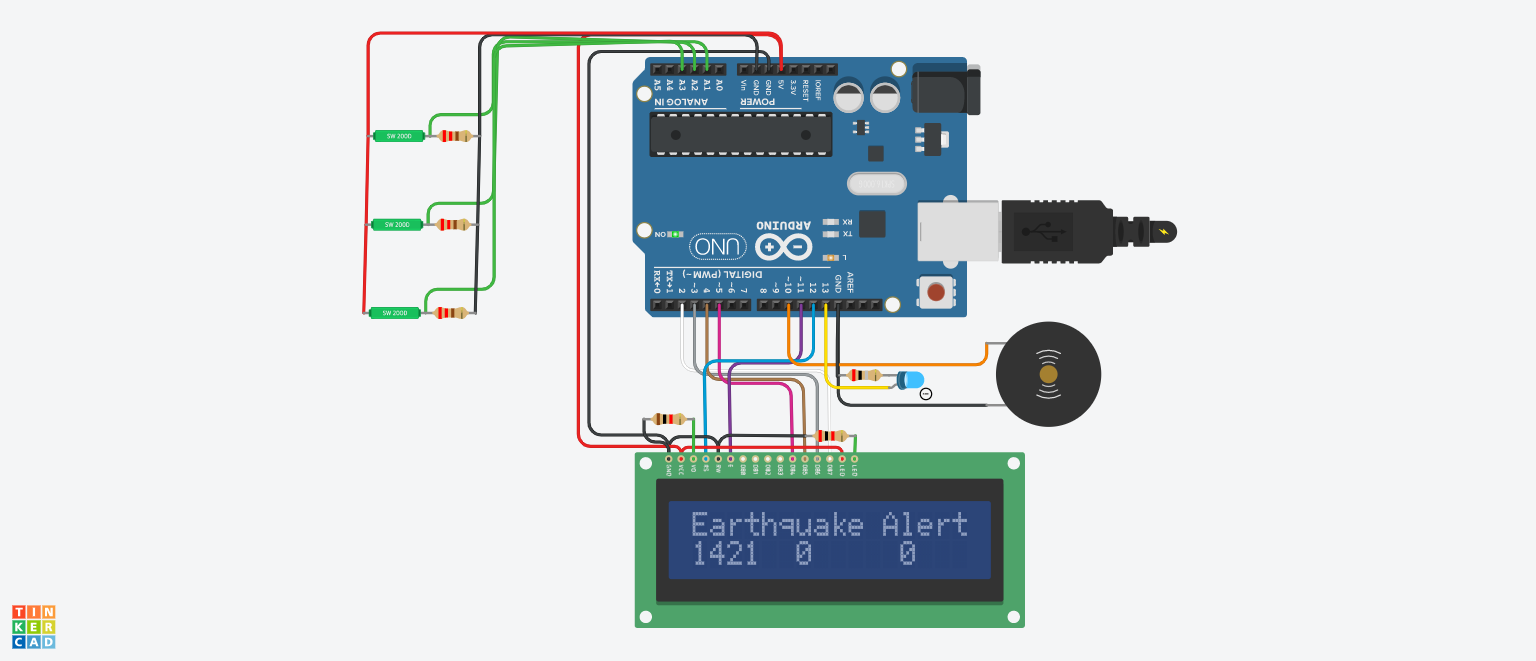 A5 A4 A3 A2 A1 A0
Vin GND GND 5V 3.3V RESET IOREF
ANALOG IN
POWER
SW 200D
SW 200D
SW 200D
RX
TX
L
ON
UNO
ARDUINO
DIGITAL (PWM~)
RX←0 TX→1 2 ~3 4 ~5 ~6 7 8 ~9 ~10 ~11 12 13 GND AREF
GND VCC V0 RS RW E DB0 DB1 DB2 DB3 DB4 DB5 DB6 DB7 LED LED
Earthquake Alert
1421 0 0
TIN
KER
CAD